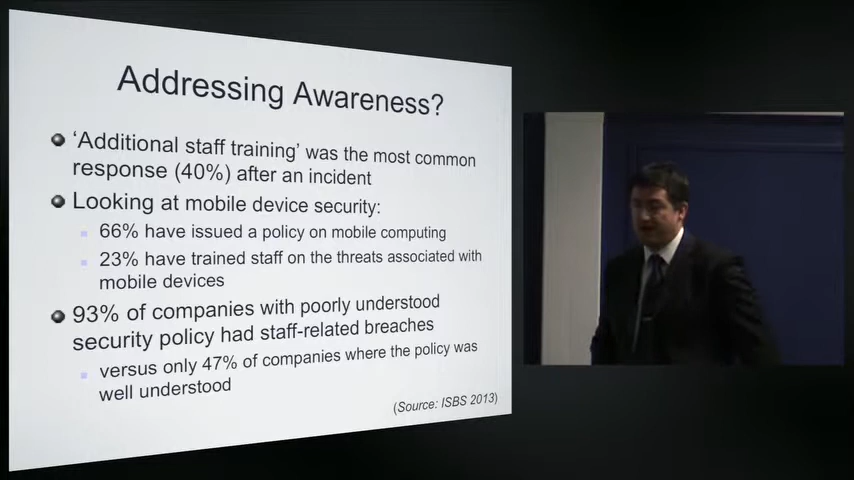 Addressing Awareness?
‘Additional staff training’ was the most common
response (40%) after an incident
Looking at mobile device security:
66% have issued a policy on mobile computing
23% have trained staff on the threats associated with
mobile devices
93% of companies with poorly understood
security policy had staff-related breaches
versus only 47% of companies where the policy was
well understood
(Source: ISBS 2013)